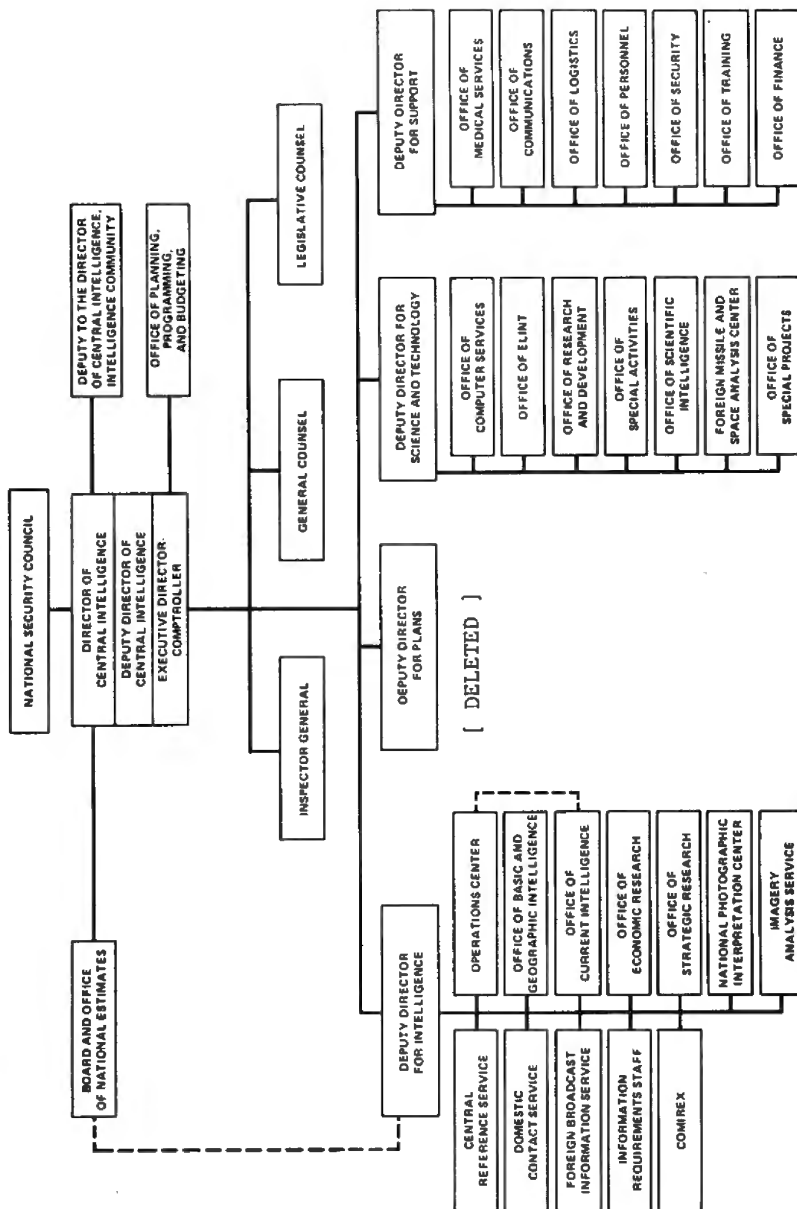 NATIONAL SECURITY COUNCIL
DIRECTOR OF
CENTRAL INTELLIGENCE
DEPUTY DIRECTOR OF
CENTRAL INTELLIGENCE
EXECUTIVE DIRECTOR-
COMPTROLLER
DEPUTY TO THE DIRECTOR
OF CENTRAL INTELLIGENCE,
INTELLIGENCE COMMUNITY
OFFICE OF PLANNING,
PROGRAMMING,
AND BUDGETING
BOARD AND OFFICE
OF NATIONAL ESTIMATES
INSPECTOR GENERAL
GENERAL COUNSEL
LEGISLATIVE COUNSEL
DEPUTY DIRECTOR
FOR INTELLIGENCE
CENTRAL
REFERENCE SERVICE
DOMESTIC
CONTACT SERVICE
FOREIGN BROADCAST
INFORMATION SERVICE
INFORMATION
REQUIREMENTS STAFF
COMIREX
OPERATIONS CENTER
OFFICE OF BASIC AND
GEOGRAPHIC INTELLIGENCE
OFFICE OF
CURRENT INTELLIGENCE
OFFICE OF
ECONOMIC RESEARCH
OFFICE OF
STRATEGIC RESEARCH
NATIONAL PHOTOGRAPHIC
INTERPRETATION CENTER
IMAGERY
ANALYSIS SERVICE
DEPUTY DIRECTOR
FOR PLANS
[ DELETED ]
DEPUTY DIRECTOR FOR
SCIENCE AND TECHNOLOGY
OFFICE OF
COMPUTER SERVICES
OFFICE OF ELINT
OFFICE OF RESEARCH
AND DEVELOPMENT
OFFICE OF
SPECIAL ACTIVITIES
OFFICE OF SCIENTIFIC
INTELLIGENCE
FOREIGN MISSILE AND
SPACE ANALYSIS CENTER
OFFICE OF
SPECIAL PROJECTS
DEPUTY DIRECTOR
FOR SUPPORT
OFFICE OF
MEDICAL SERVICES
OFFICE OF
COMMUNICATIONS
OFFICE OF LOGISTICS
OFFICE OF PERSONNEL
OFFICE OF SECURITY
OFFICE OF TRAINING
OFFICE OF FINANCE